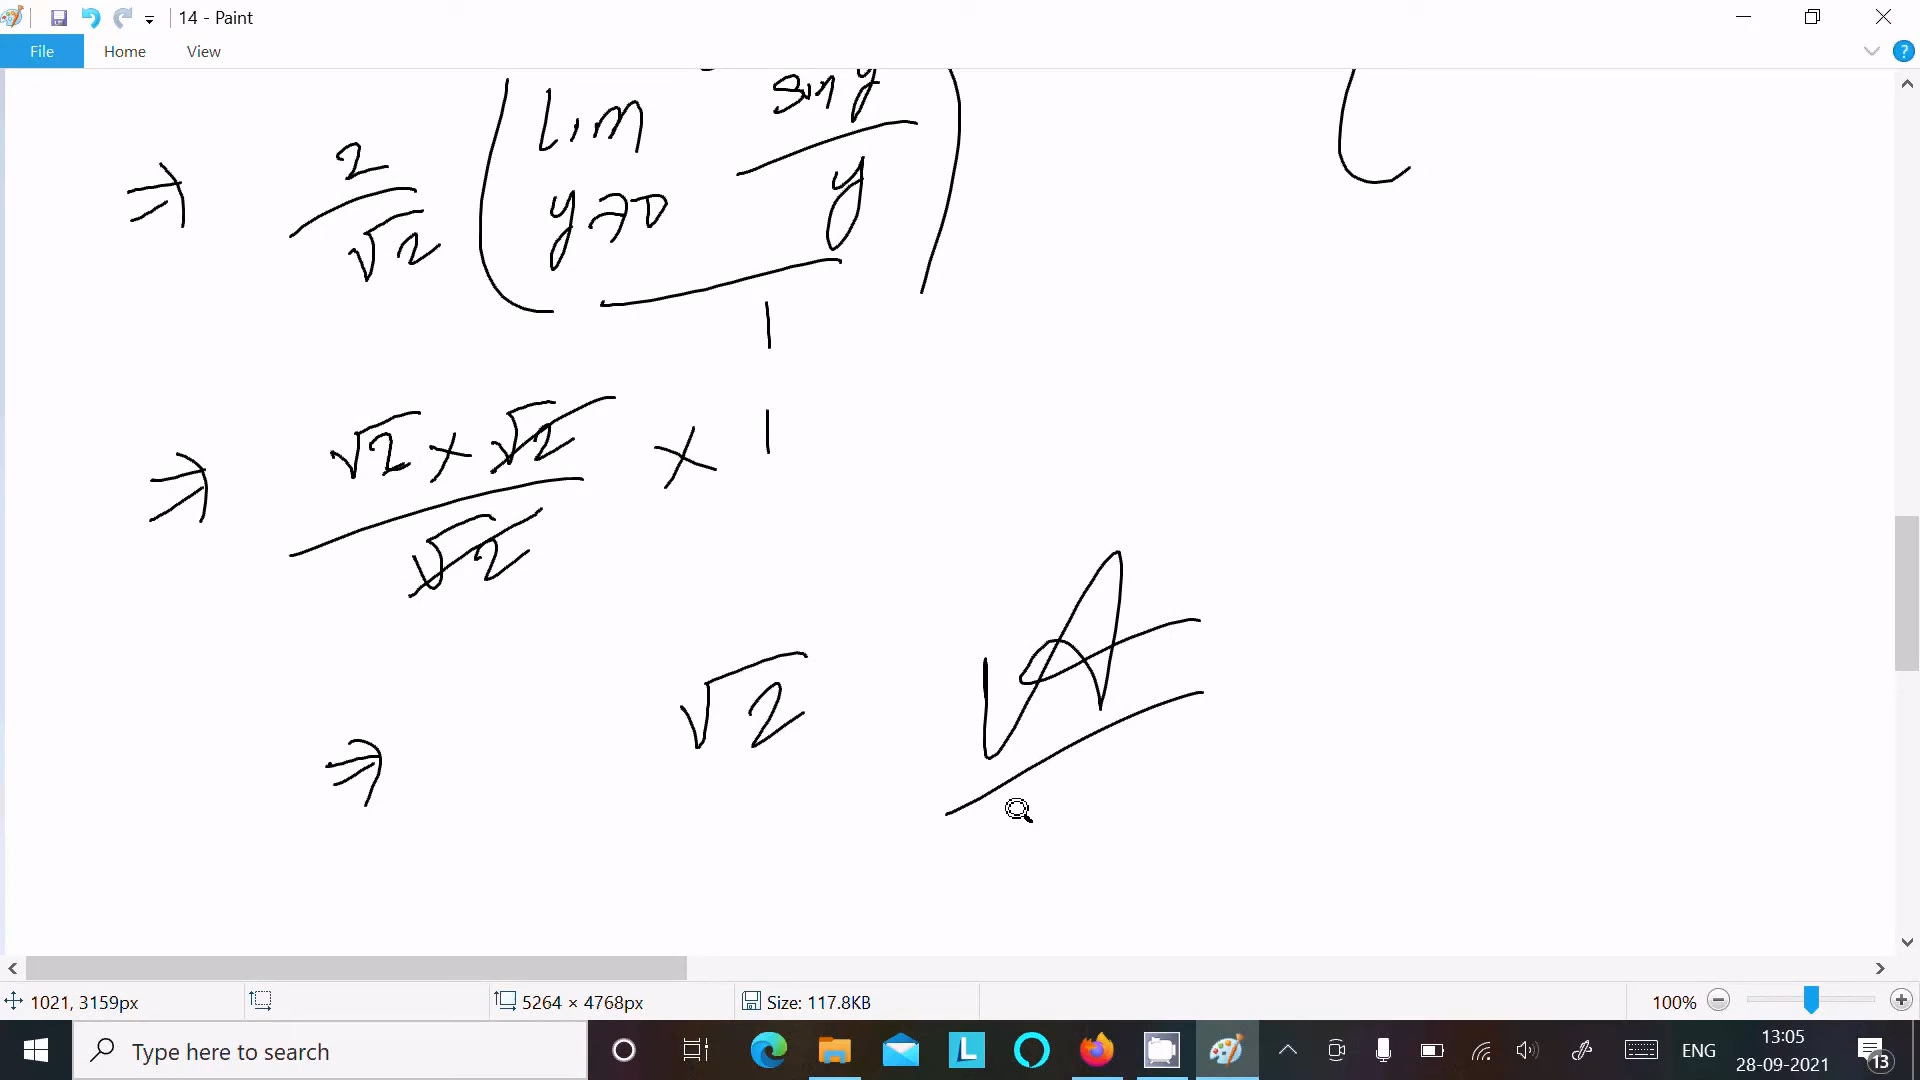 14 - Paint
File Home View
⇒ 2/√2 ( lim y→0 sin y / y )
1
⇒ √2 × √2 / √2 × 1
⇒ √2
1021, 3159px 5264 × 4768px Size: 117.8KB 100%
Type here to search L ENG 13:05
28-09-2021 13